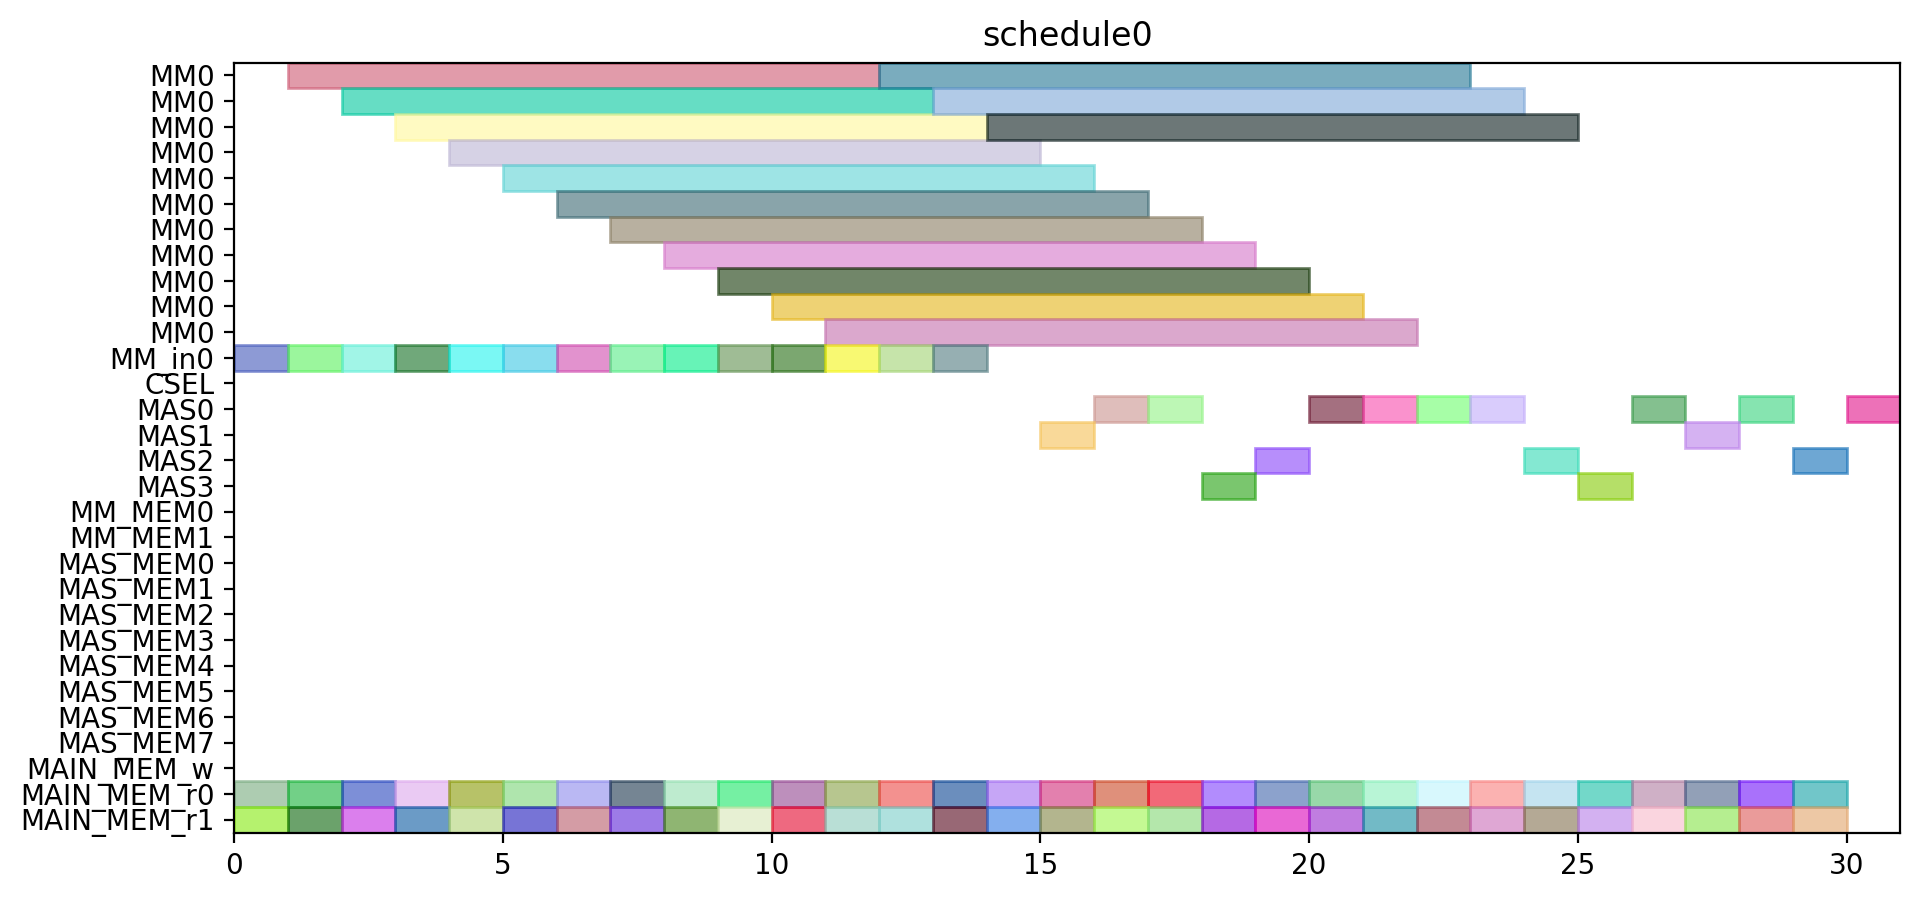 schedule0
MM0
MM0
MM0
MM0
MM0
MM0
MM0
MM0
MM0
MM0
MM0
MM_in0
CSEL
MAS0
MAS1
MAS2
MAS3
MM_MEM0
MM_MEM1
MAS_MEM0
MAS_MEM1
MAS_MEM2
MAS_MEM3
MAS_MEM4
MAS_MEM5
MAS_MEM6
MAS_MEM7
MAIN_MEM_w
MAIN_MEM_r0
MAIN_MEM_r1
0 5 10 15 20 25 30